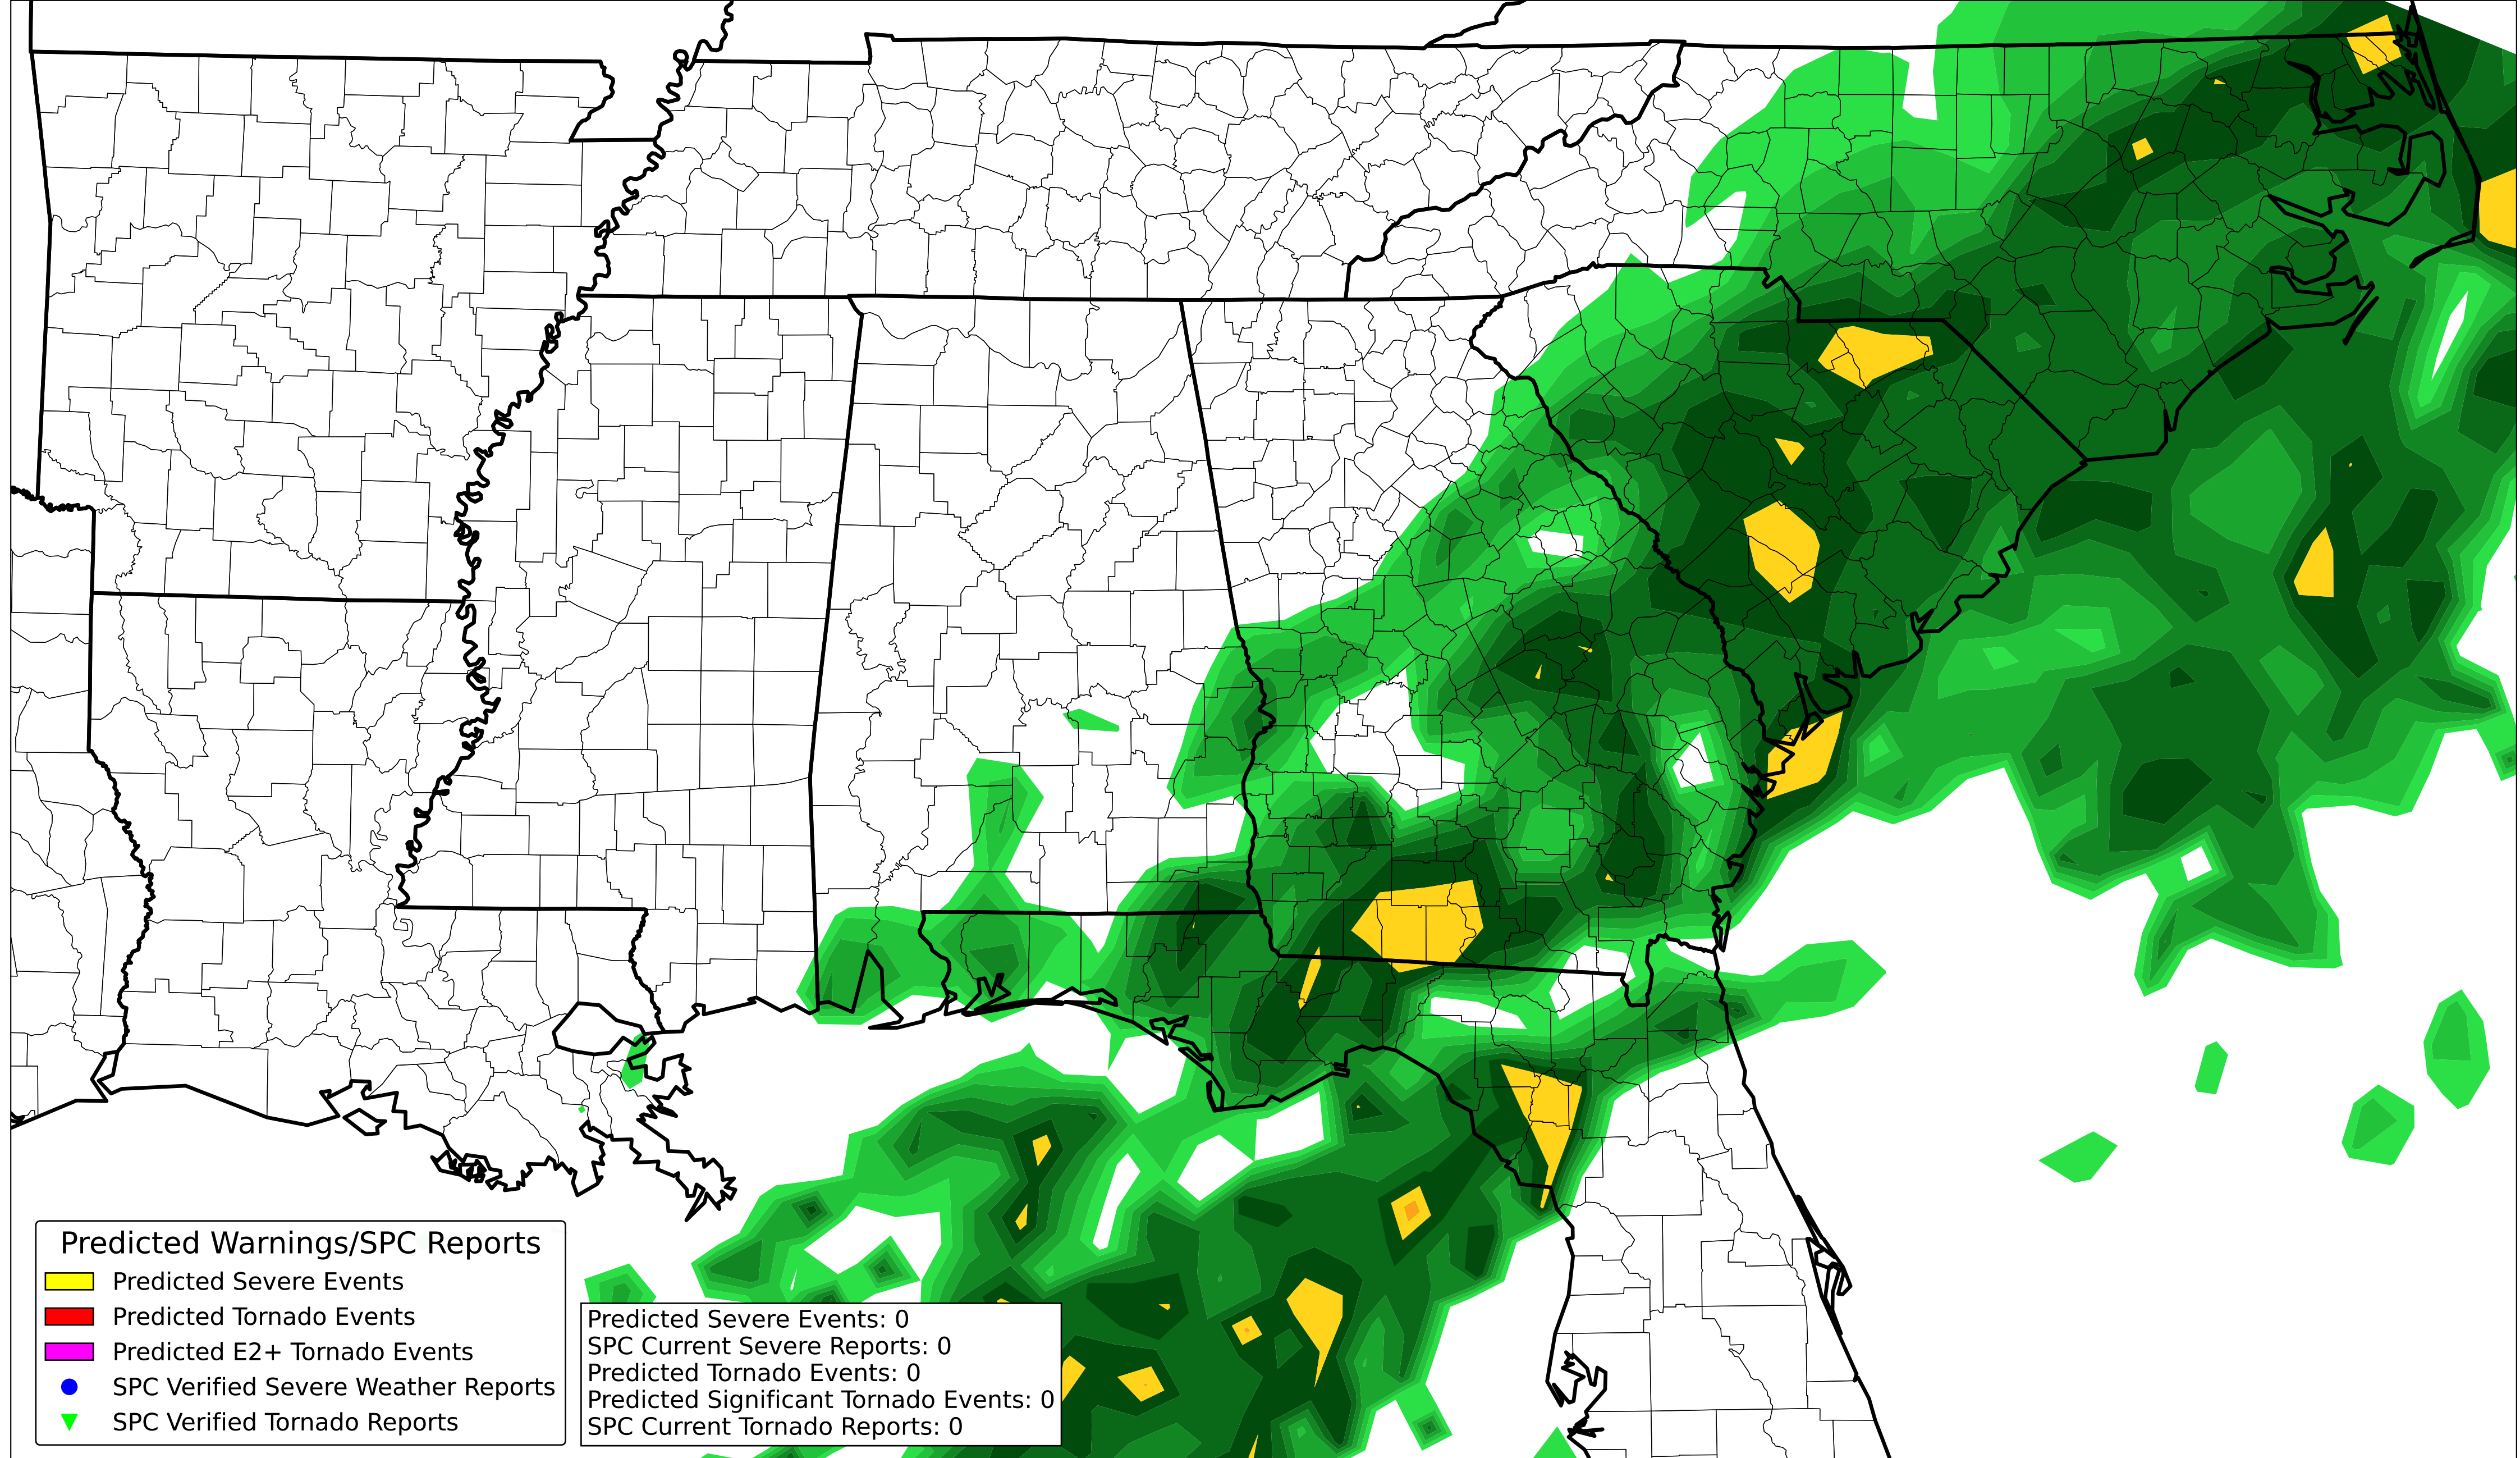 Predicted Warnings/SPC Reports
Predicted Severe Events
Predicted Tornado Events
Predicted E2+ Tornado Events
SPC Verified Severe Weather Reports
SPC Verified Tornado Reports
Predicted Severe Events: 0
SPC Current Severe Reports: 0
Predicted Tornado Events: 0
Predicted Significant Tornado Events: 0
SPC Current Tornado Reports: 0